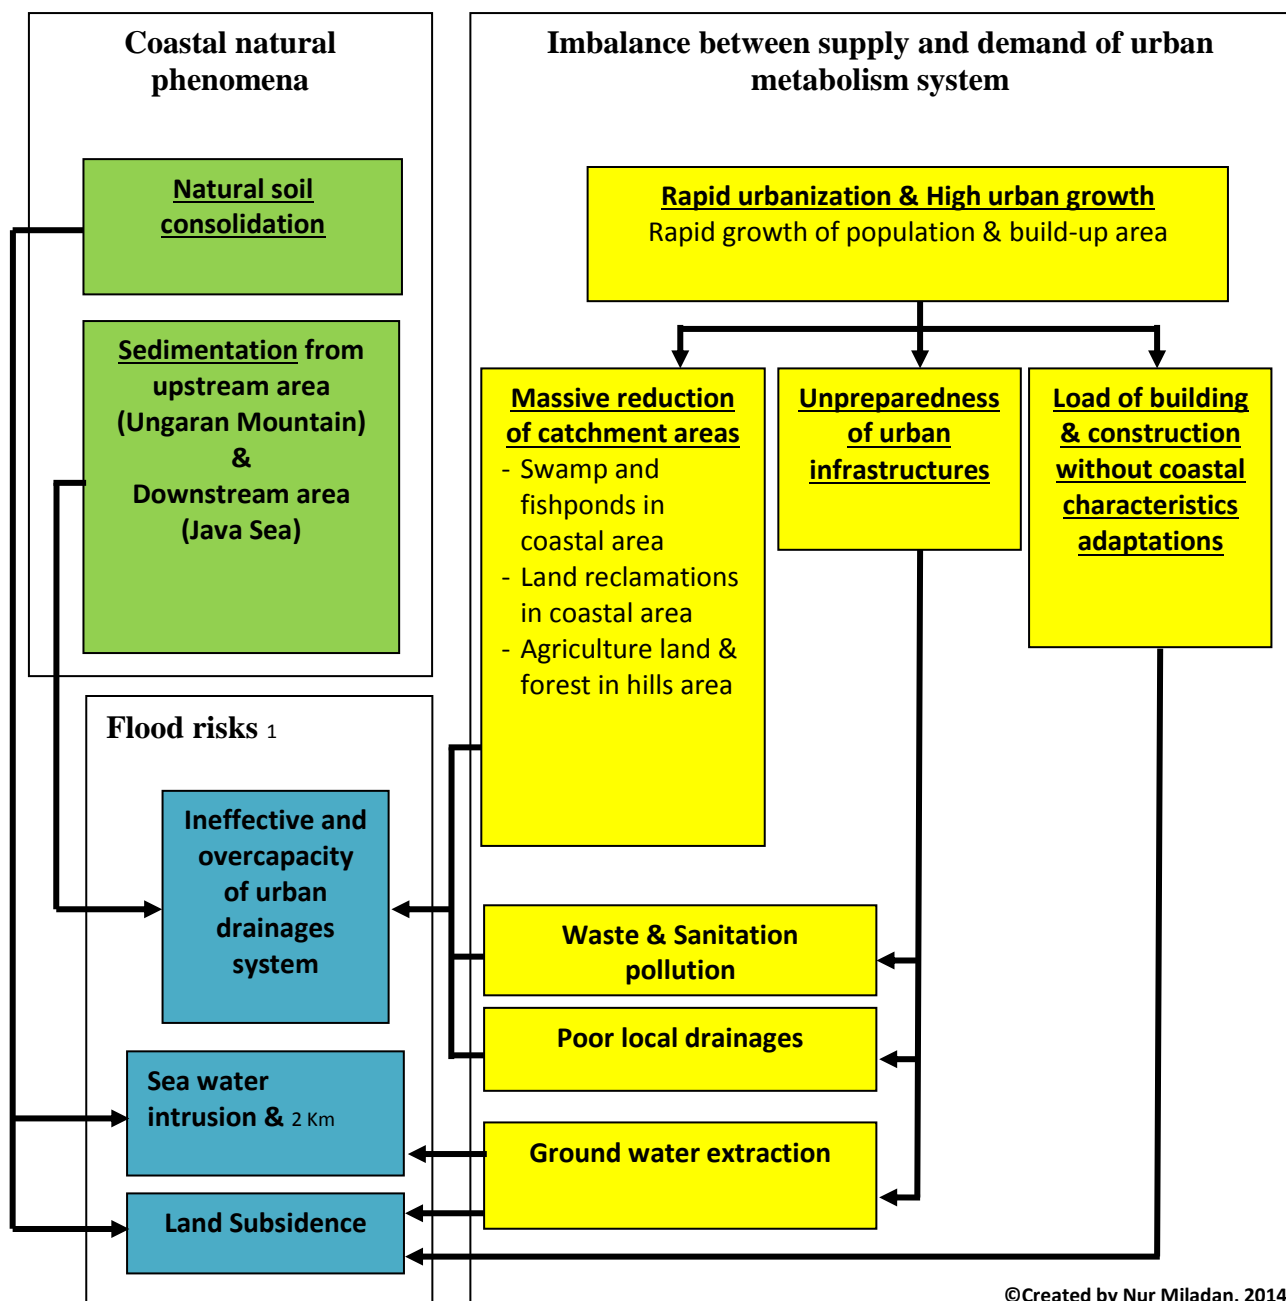 Coastal natural
phenomena
Natural soil
consolidation
Sedimentation from
upstream area
(Ungaran Mountain)
&
Downstream area
(Java Sea)
Imbalance between supply and demand of urban
metabolism system
Rapid urbanization & High urban growth
Rapid growth of population & build-up area
Massive reduction
of catchment areas
- Swamp and
fishponds in
coastal area
- Land reclamations
in coastal area
- Agriculture land &
forest in hills area
Unpreparedness
of urban
infrastructures
Load of building
& construction
without coastal
characteristics
adaptations
Flood risks 1
Ineffective and
overcapacity
of urban
drainages
system
Sea water
intrusion & 2 Km
Land Subsidence
Waste & Sanitation
pollution
Poor local drainages
Ground water extraction
©Created by Nur Miladan, 2014